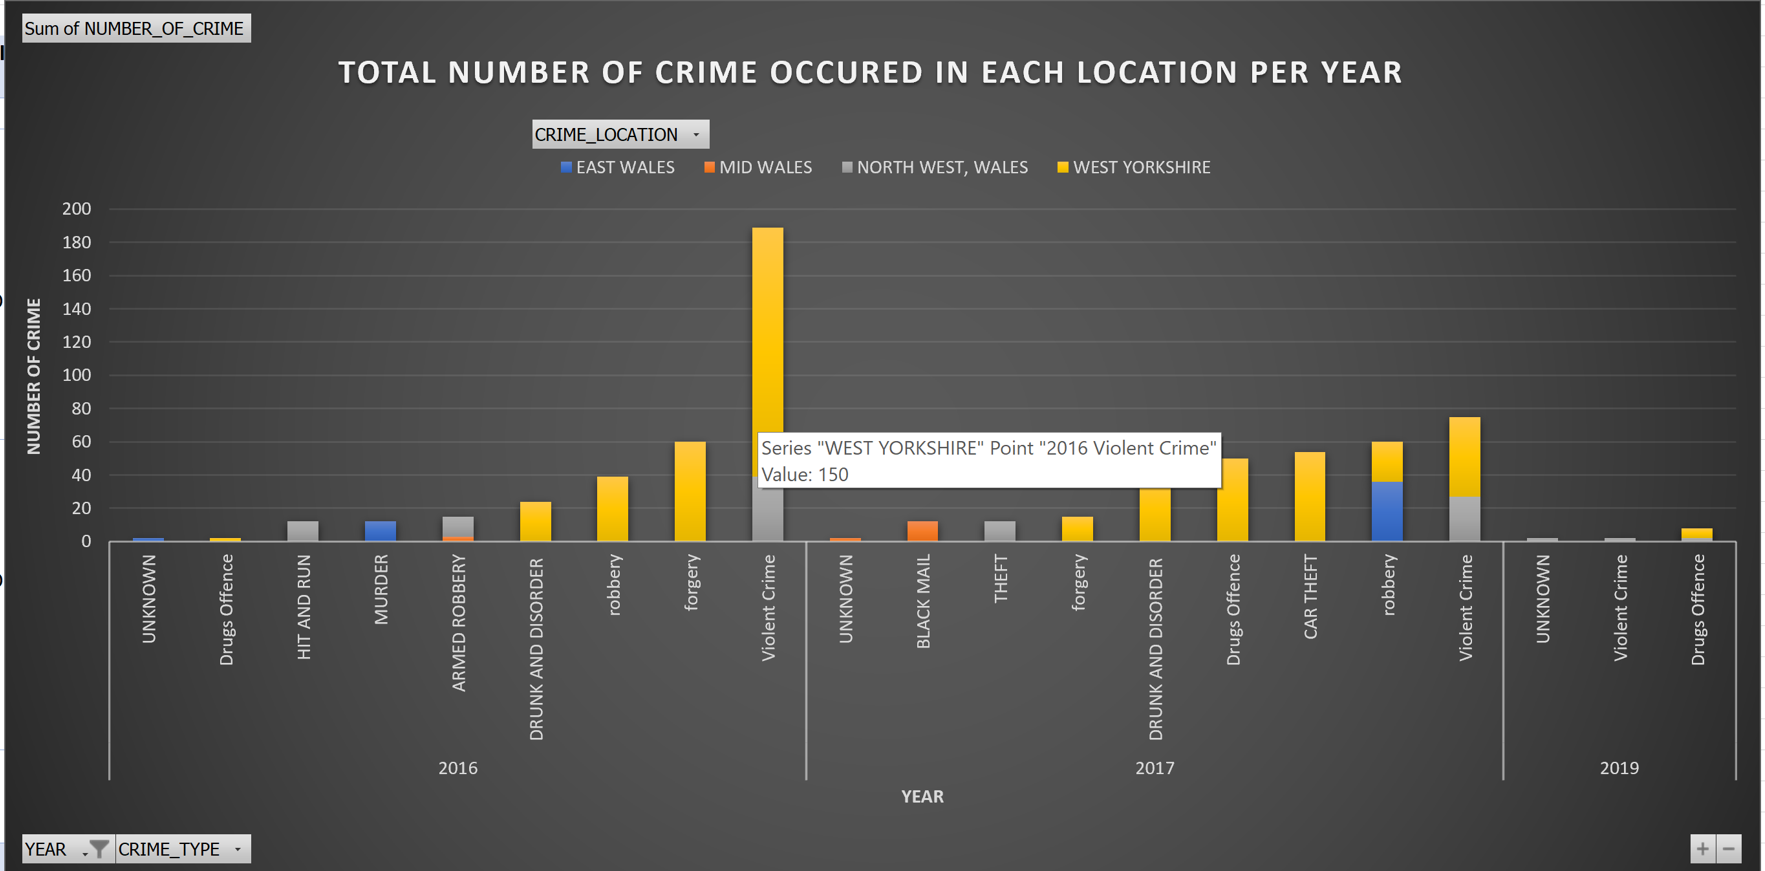 Sum of NUMBER_OF_CRIME
TOTAL NUMBER OF CRIME OCCURED IN EACH LOCATION PER YEAR
CRIME_LOCATION
EAST WALES
MID WALES
NORTH WEST, WALES
WEST YORKSHIRE
NUMBER OF CRIME
200
180
160
140
120
100
80
60
40
20
0
Series "WEST YORKSHIRE" Point "2016 Violent Crime"
Value: 150
UNKNOWN
Drugs Offence
HIT AND RUN
MURDER
ARMED ROBBERY
DRUNK AND DISORDER
robbery
forgery
Violent Crime
UNKNOWN
BLACK MAIL
THEFT
forgery
DRUNK AND DISORDER
Drugs Offence
CAR THEFT
robbery
Violent Crime
UNKNOWN
Violent Crime
Drugs Offence
2016
2017
2019
YEAR
YEAR
CRIME_TYPE
+ −